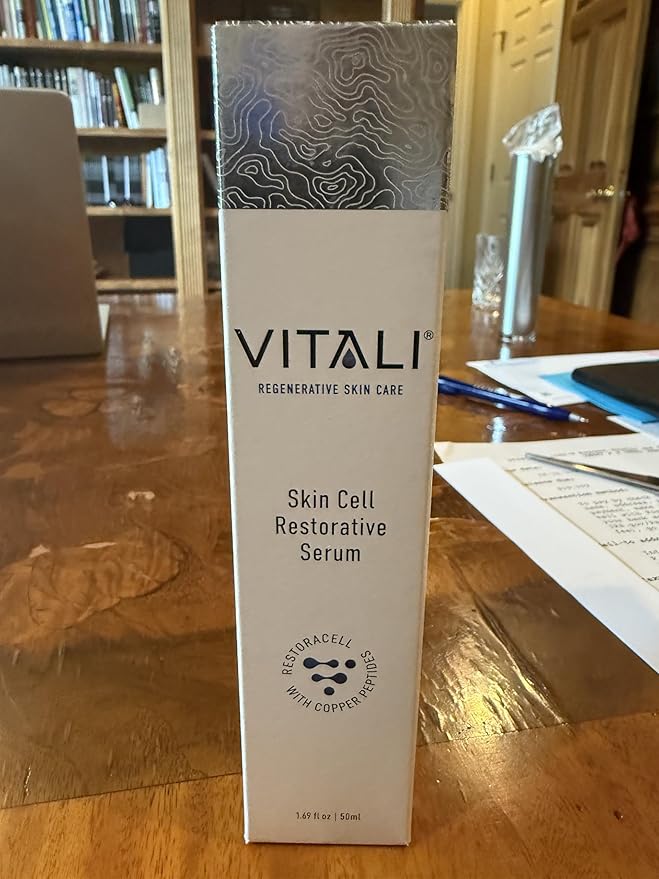 VITALI®
REGENERATIVE SKIN CARE
Skin Cell
Restorative
Serum
RESTORACELL
WITH COPPER PEPTIDES
1.69 fl oz | 50ml